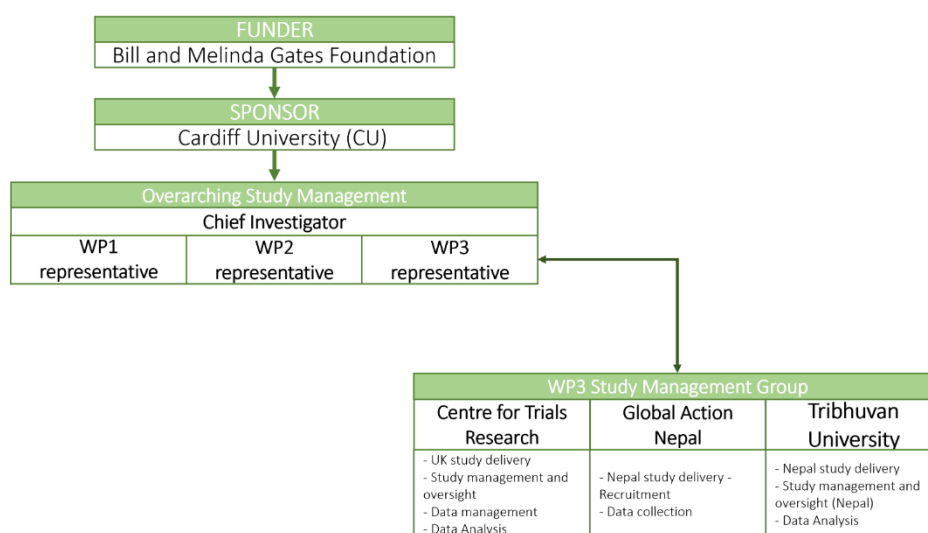 FUNDER
Bill and Melinda Gates Foundation
SPONSOR
Cardiff University (CU)
Overarching Study Management
Chief Investigator
WP1
representative
WP2
representative
WP3
representative
WP3 Study Management Group
Centre for Trials
Research
- UK study delivery
- Study management and
oversight
- Data management
- Data Analysis
Global Action
Nepal
- Nepal study delivery -
Recruitment
- Data collection
Tribhuvan
University
- Nepal study delivery
- Study management and
oversight (Nepal)
- Data Analysis